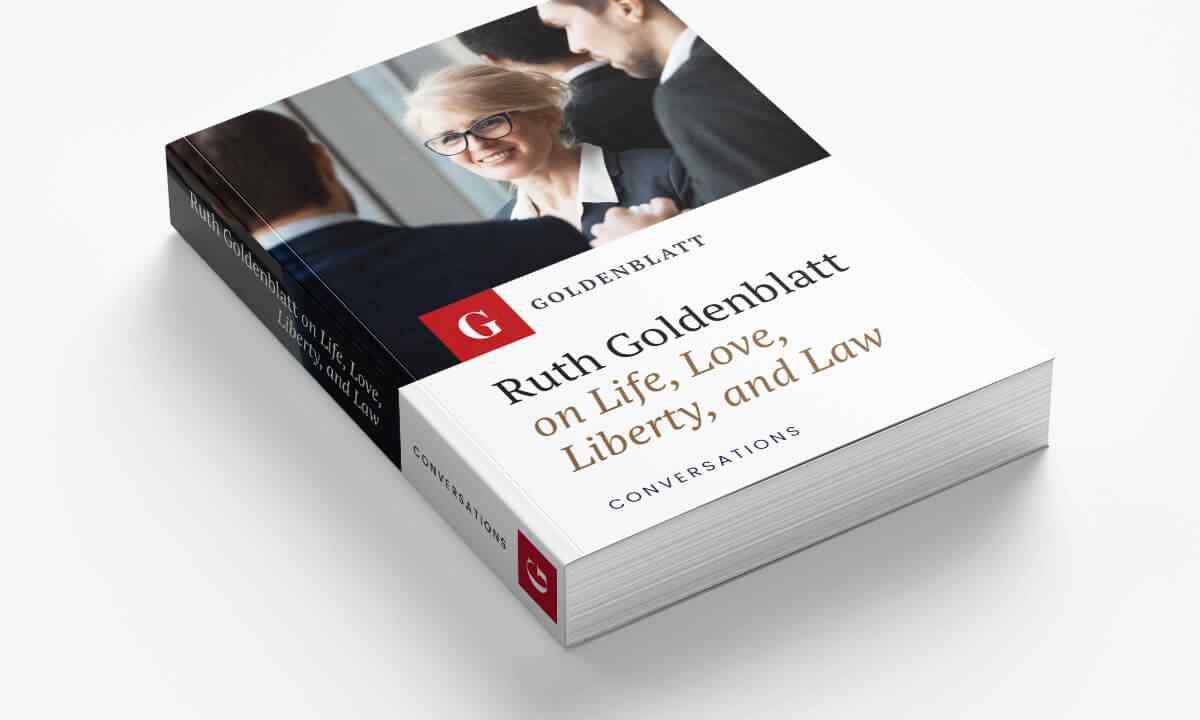 G
GOLDENBLATT
Ruth Goldenblatt
on Life, Love,
Liberty, and Law
CONVERSATIONS
Ruth Goldenblatt on Life, Love,
Liberty, and Law
CONVERSATIONS
G